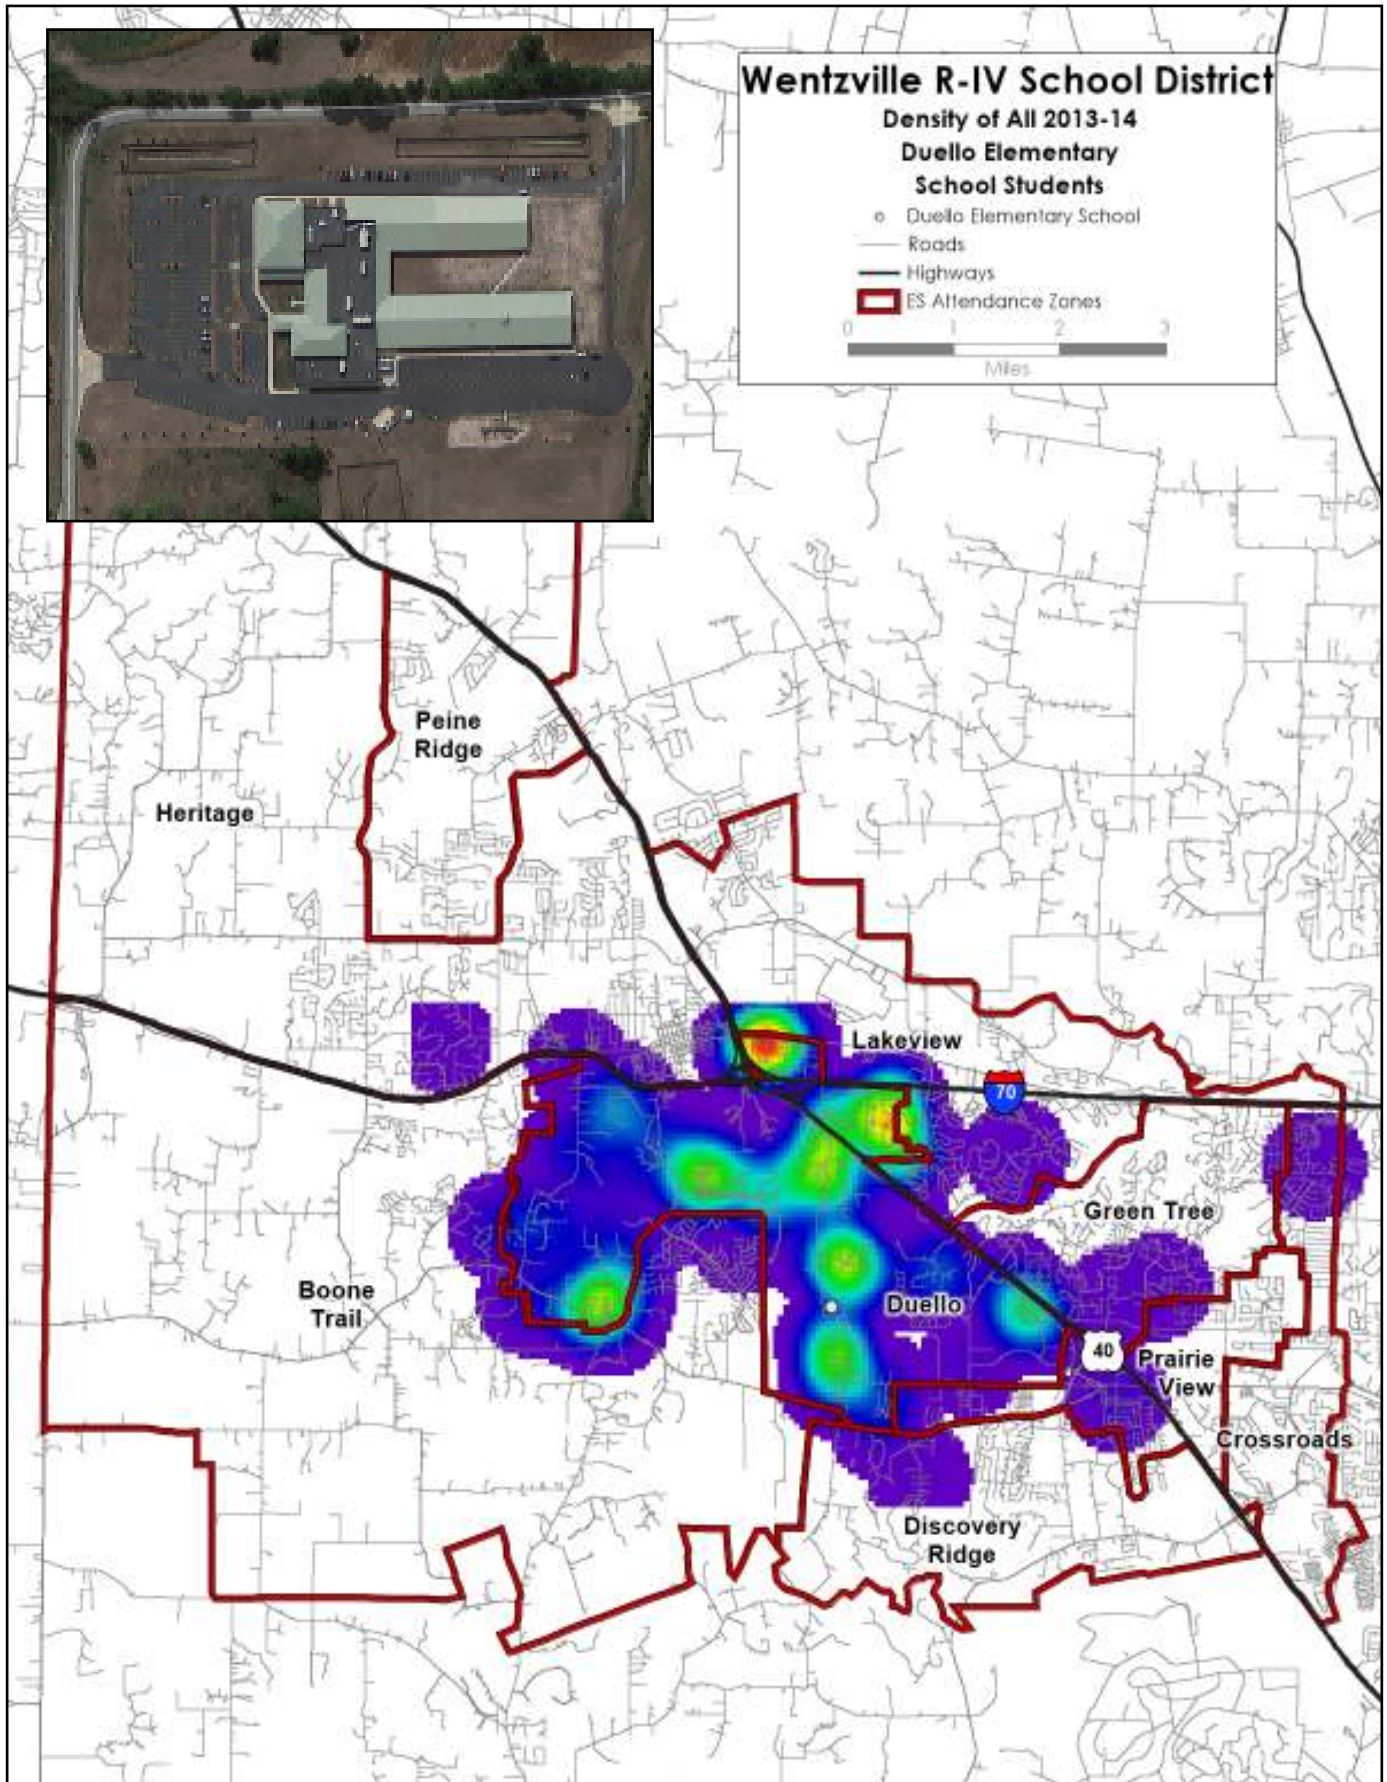 Wentzville R-IV School District
Density of All 2013-14
Duello Elementary
School Students
Duello Elementary School
Roads
Highways
ES Attendance Zones
0 1 2 3
Miles
Peine
Ridge
Heritage
Lakeview
70
Green Tree
Boone
Trail
Duello
40
Prairie
View
Crossroads
Discovery
Ridge